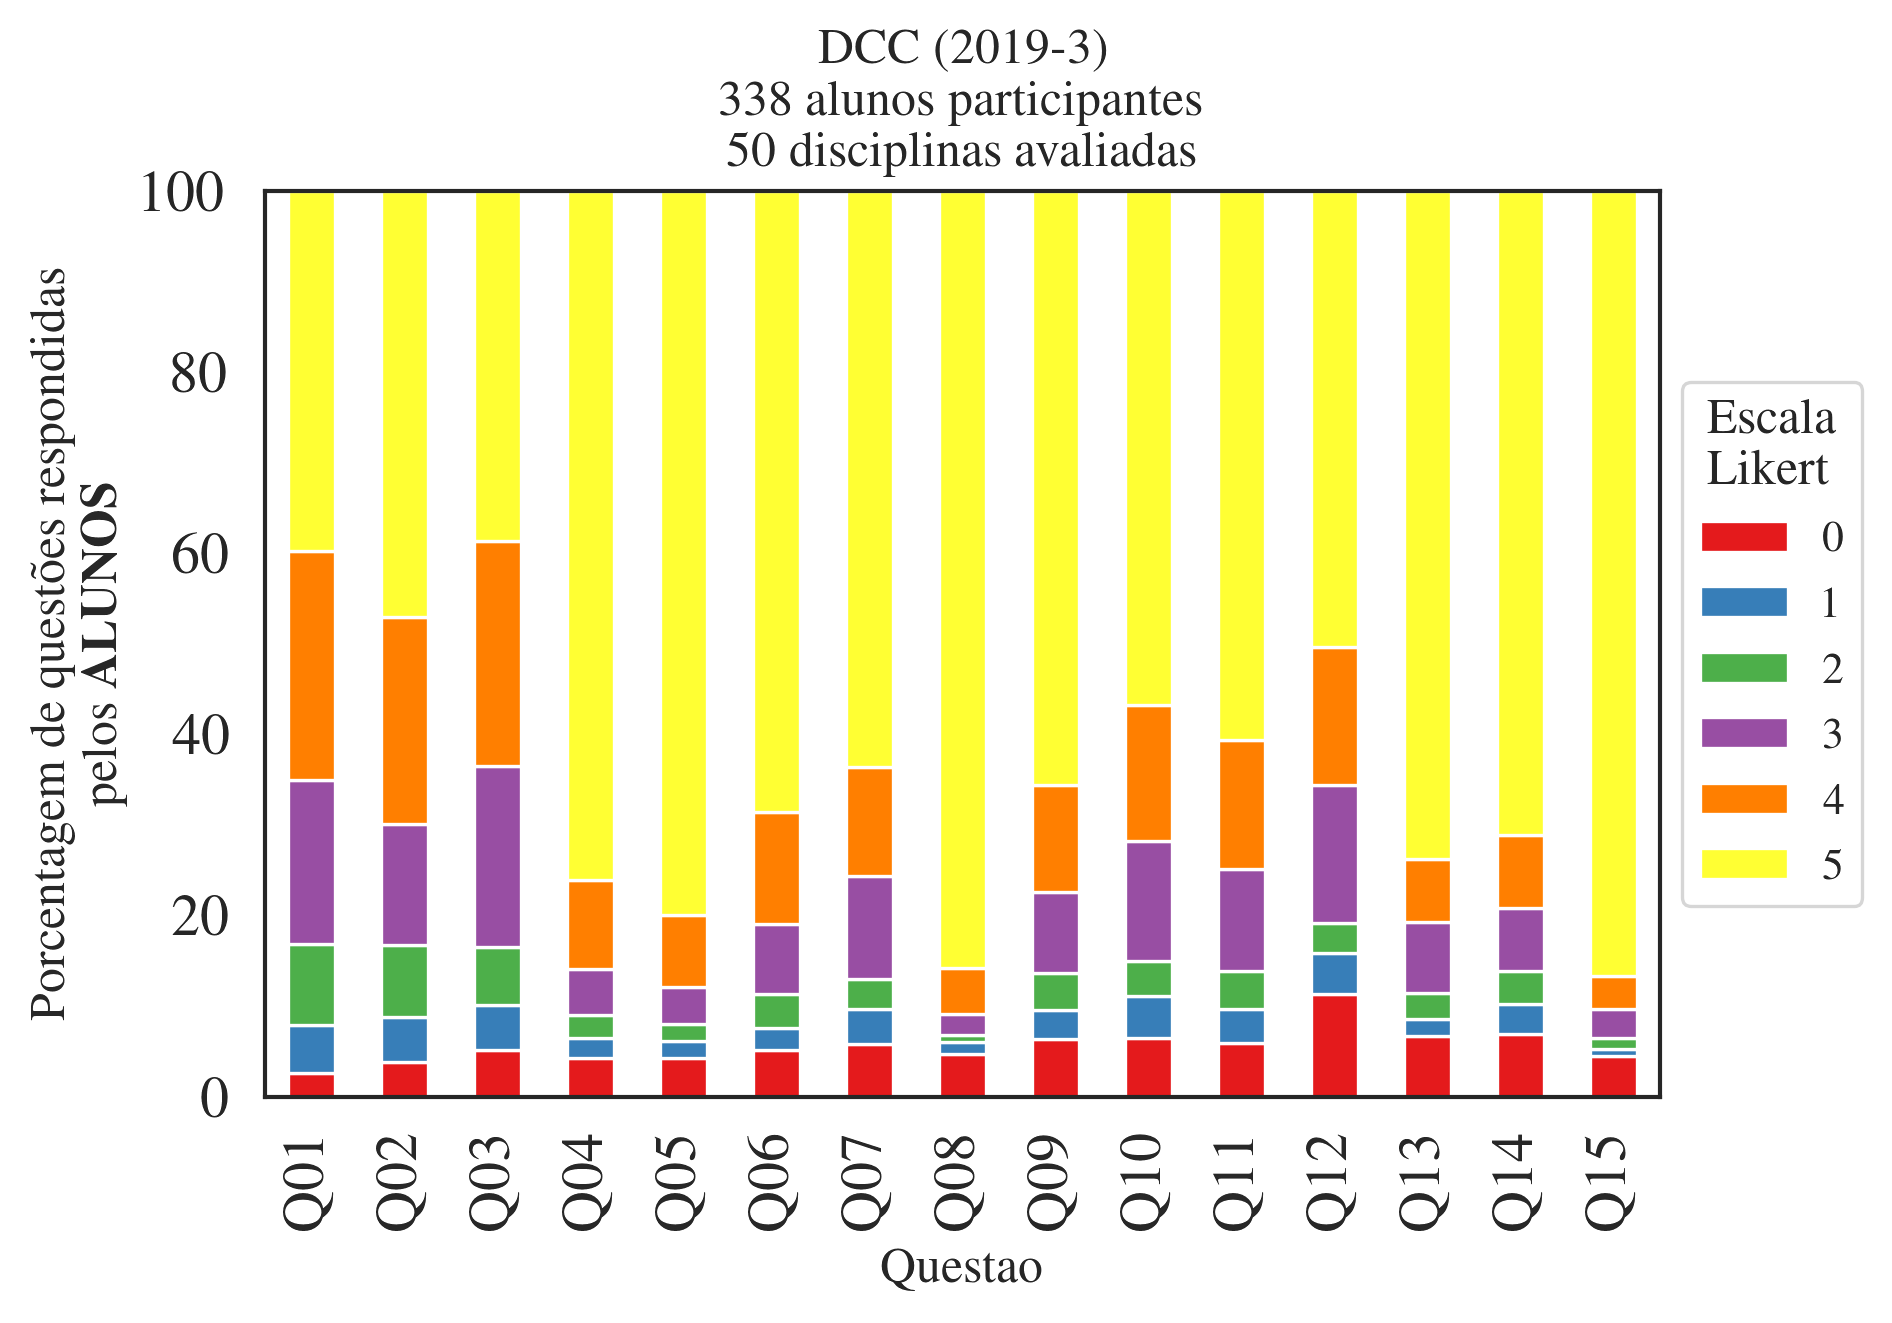 DCC (2019-3)
338 alunos participantes
50 disciplinas avaliadas
Porcentagem de questões respondidas
pelos ALUNOS
100
80
60
40
20
0
Q01
Q02
Q03
Q04
Q05
Q06
Q07
Q08
Q09
Q10
Q11
Q12
Q13
Q14
Q15
Questao
Escala
Likert
0
1
2
3
4
5